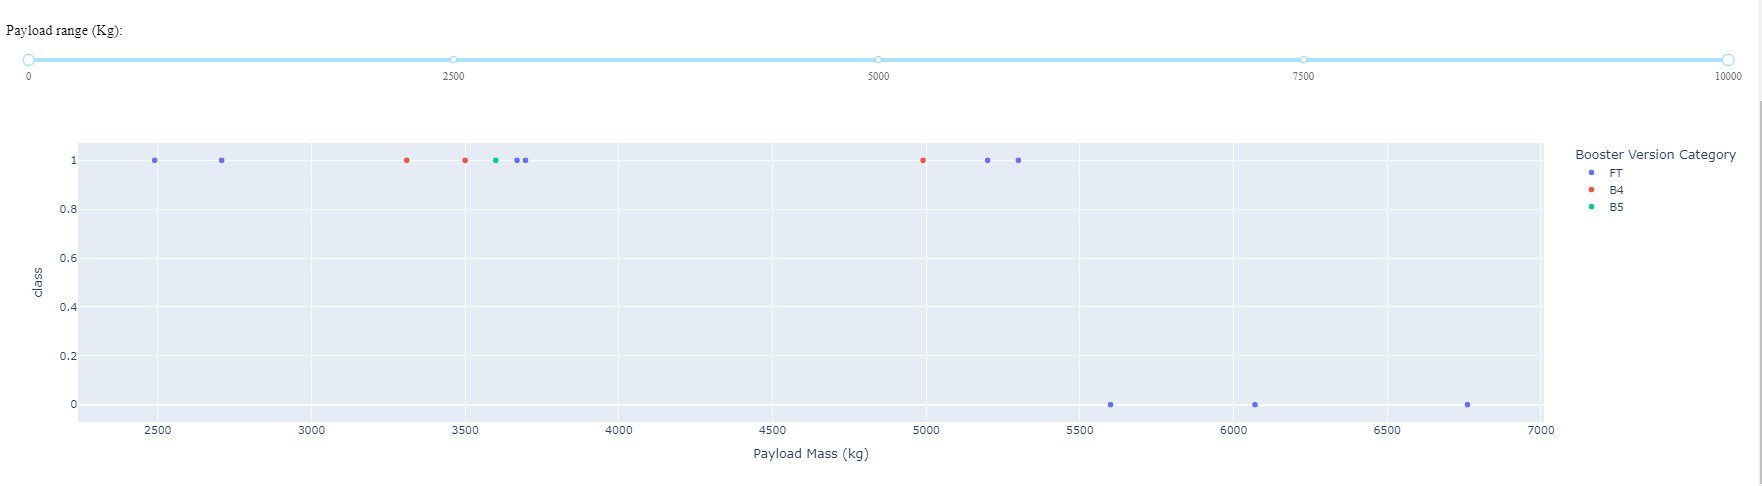 Payload range (Kg):
0 2500 5000 7500 10000
Booster Version Category
FT
B4
B5
1
0.8
0.6
0.4
0.2
0
class
2500 3000 3500 4000 4500 5000 5500 6000 6500 7000
Payload Mass (kg)